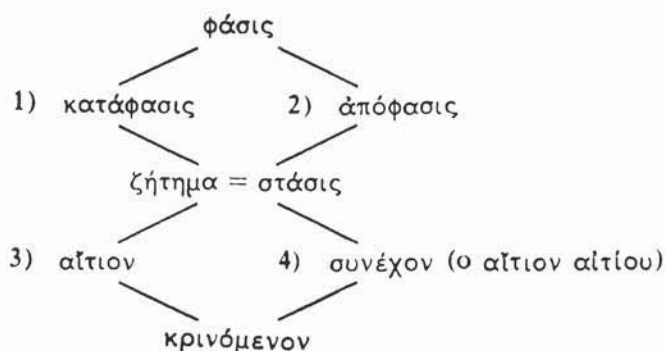 φάσις
1) κατάφασις 2) ἀπόφασις
ζήτημα = στάσις
3) αἴτιον 4) συνέχον (o αἴτιον αἰτίου)
κρινόμενον